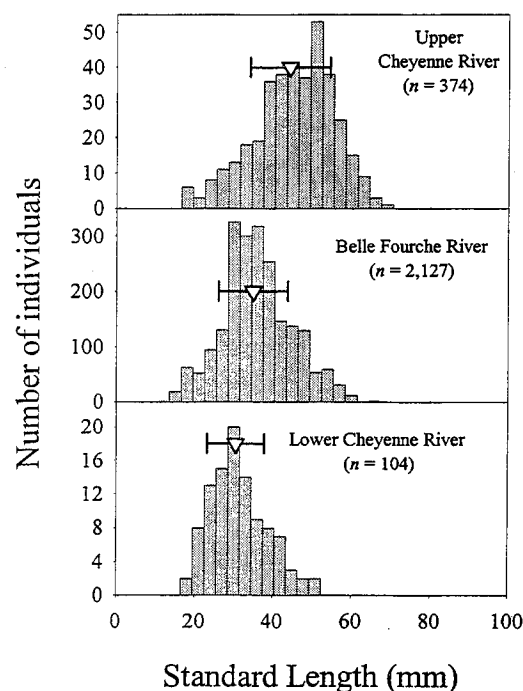 Number of individuals
50
40
30
20
10
0
Upper
Cheyenne River
(n = 374)
300
200
100
0
Belle Fourche River
(n = 2,127)
20
16
12
8
4
0
Lower Cheyenne River
(n = 104)
0 20 40 60 80 100
Standard Length (mm)